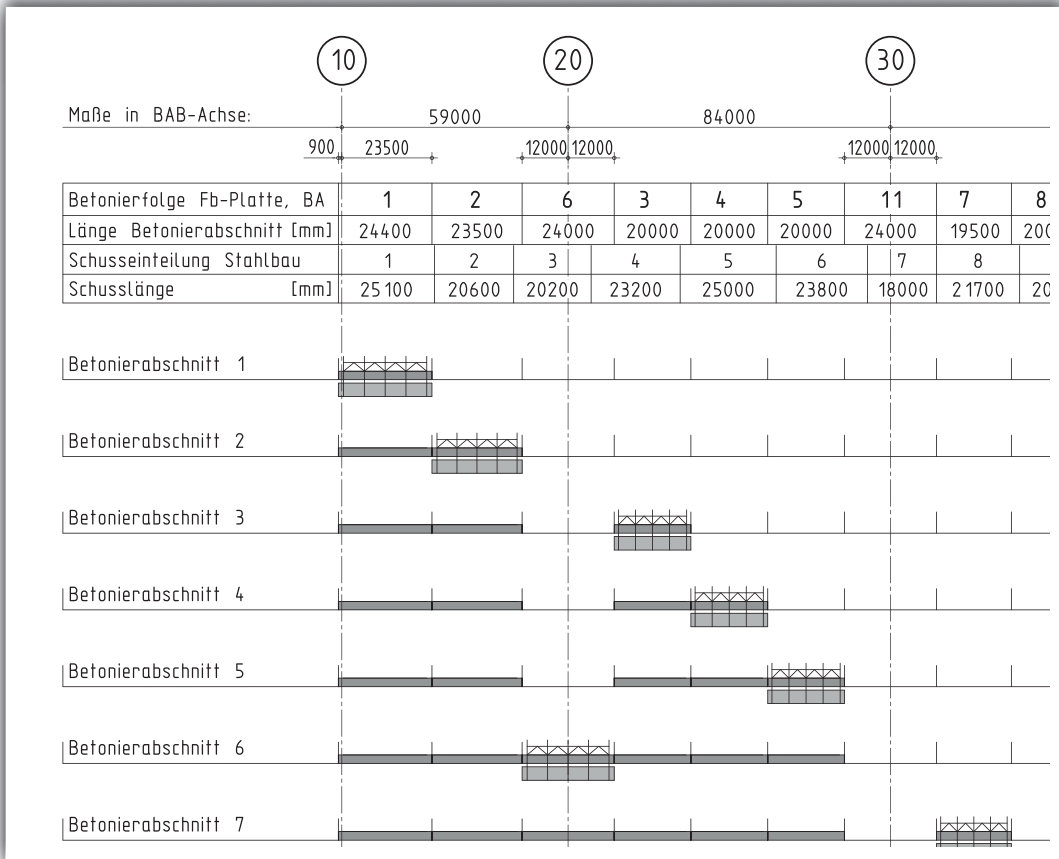 10 20 30
Maße in BAB-Achse: 59000 84000
900 23500 12000 12000 12000 12000
Betonierfolge Fb-Platte, BA 1 2 6 3 4 5 11 7 8
Länge Betonierabschnitt [mm] 24400 23500 24000 20000 20000 20000 24000 19500 200
Schusseinteilung Stahlbau 1 2 3 4 5 6 7 8
Schusslänge [mm] 25100 20600 20200 23200 25000 23800 18000 21700 20
Betonierabschnitt 1
Betonierabschnitt 2
Betonierabschnitt 3
Betonierabschnitt 4
Betonierabschnitt 5
Betonierabschnitt 6
Betonierabschnitt 7